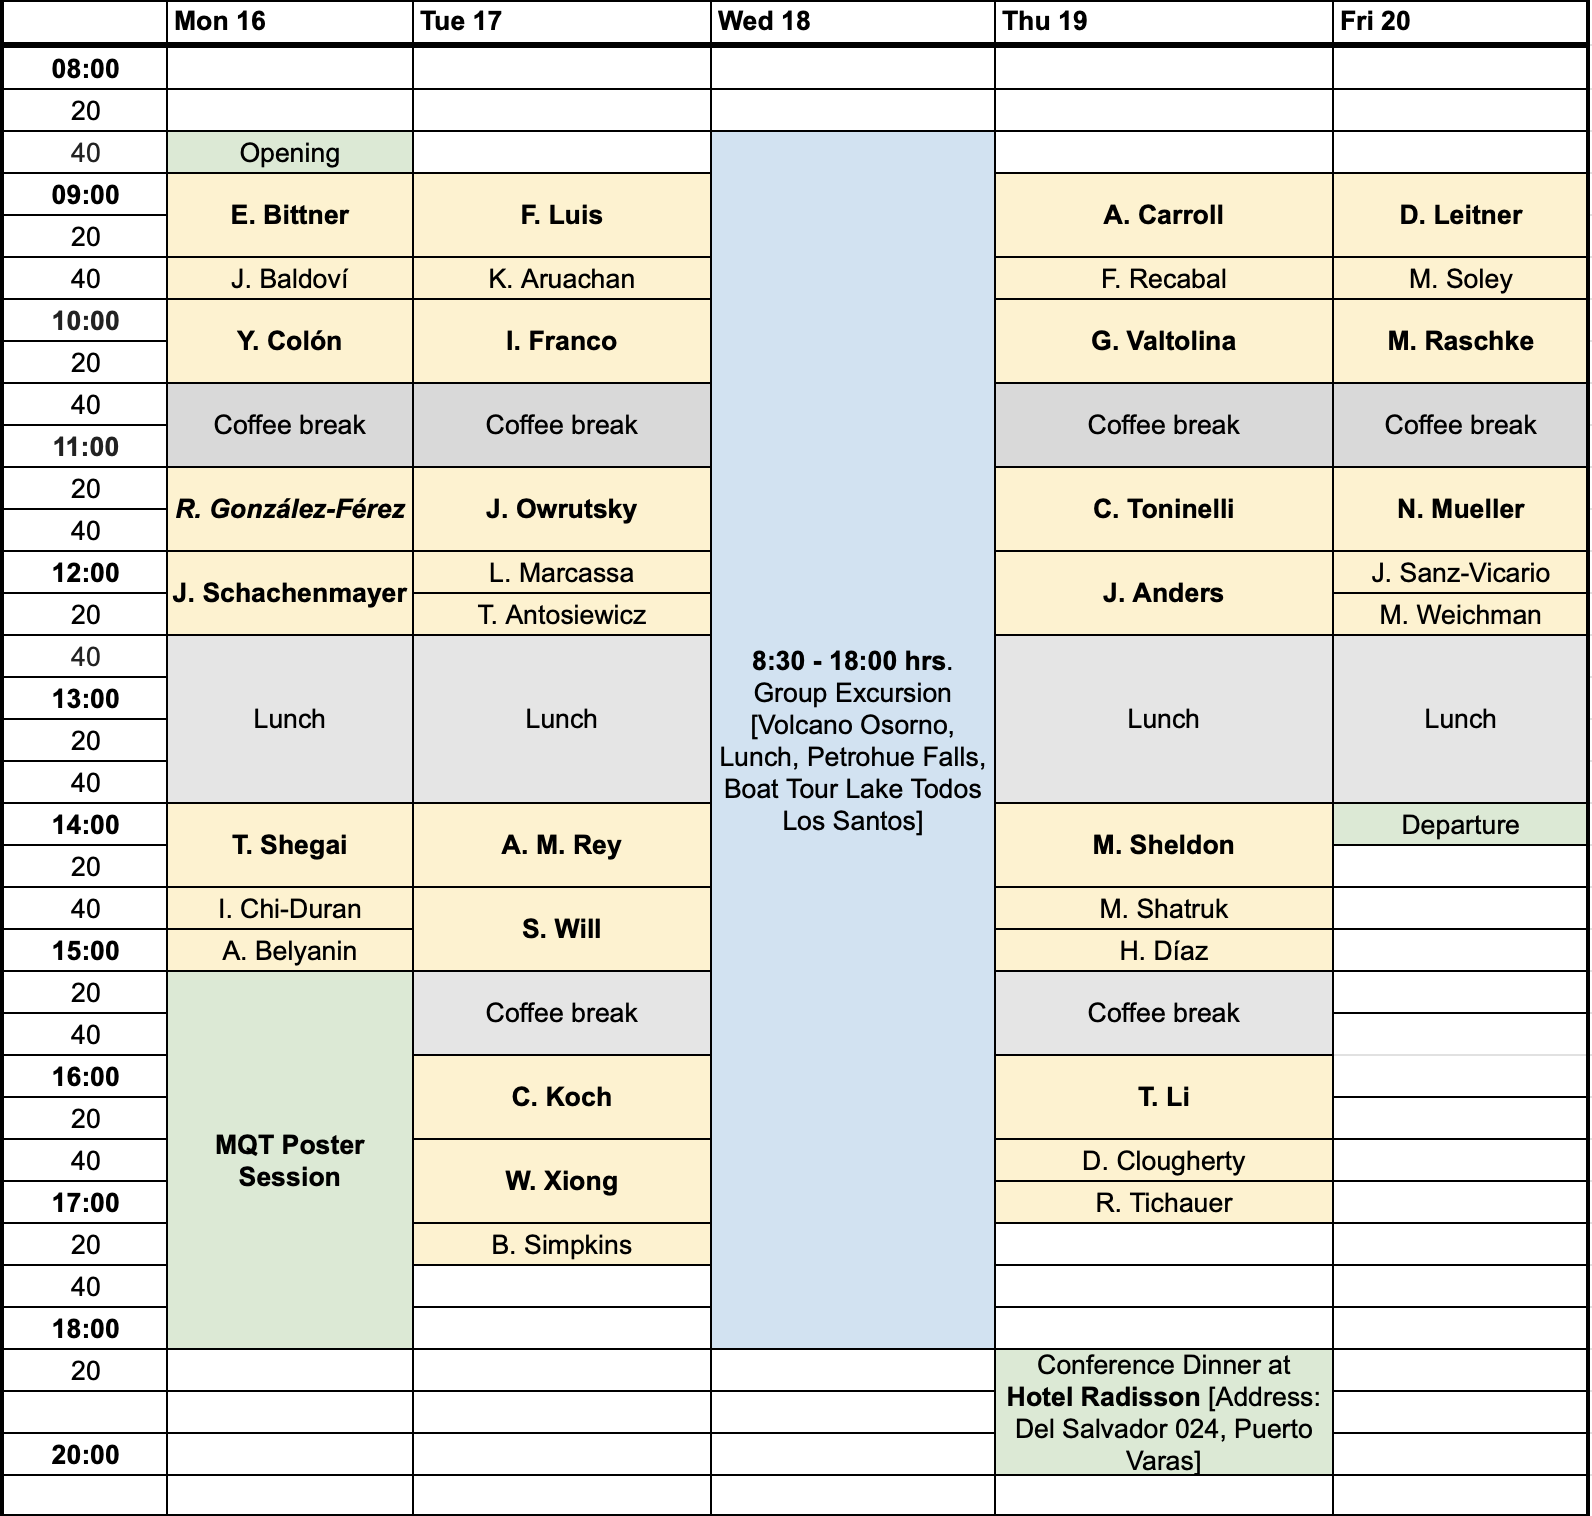 Mon 16 Tue 17 Wed 18 Thu 19 Fri 20
08:00
20
40 Opening
09:00
E. Bittner F. Luis A. Carroll D. Leitner
20
40 J. Baldoví K. Aruachan F. Recabal M. Soley
10:00
Y. Colón I. Franco G. Valtolina M. Raschke
20
40
Coffee break Coffee break Coffee break Coffee break
11:00
20
R. González-Férez J. Owrutsky C. Toninelli N. Mueller
40
12:00 L. Marcassa J. Sanz-Vicario
J. Schachenmayer J. Anders
20 T. Antosiewicz M. Weichman
40
8:30 - 18:00 hrs.
Group Excursion
[Volcano Osorno,
Lunch, Petrohue Falls,
Boat Tour Lake Todos
Los Santos]
13:00
Lunch Lunch Lunch Lunch
20
40
14:00 Departure
T. Shegai A. M. Rey M. Sheldon
20
40 I. Chi-Duran M. Shatruk
S. Will
15:00 A. Belyanin H. Díaz
20
Coffee break Coffee break
40
16:00
C. Koch T. Li
20
MQT Poster
Session
40 D. Clougherty
W. Xiong
17:00 R. Tichauer
20 B. Simpkins
40
18:00
20
Conference Dinner at
Hotel Radisson [Address:
Del Salvador 024, Puerto
Varas]
20:00